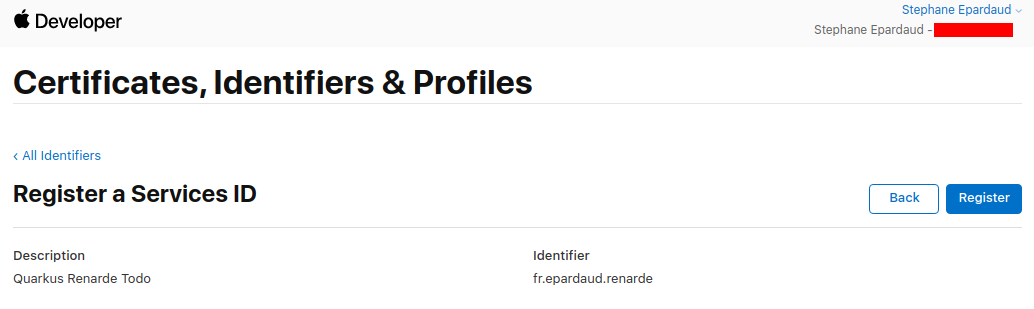 Developer
Stephane Epardaud
Stephane Epardaud -
Certificates, Identifiers & Profiles
‹ All Identifiers
Register a Services ID
Back
Register
Description
Identifier
Quarkus Renarde Todo
fr.epardaud.renarde